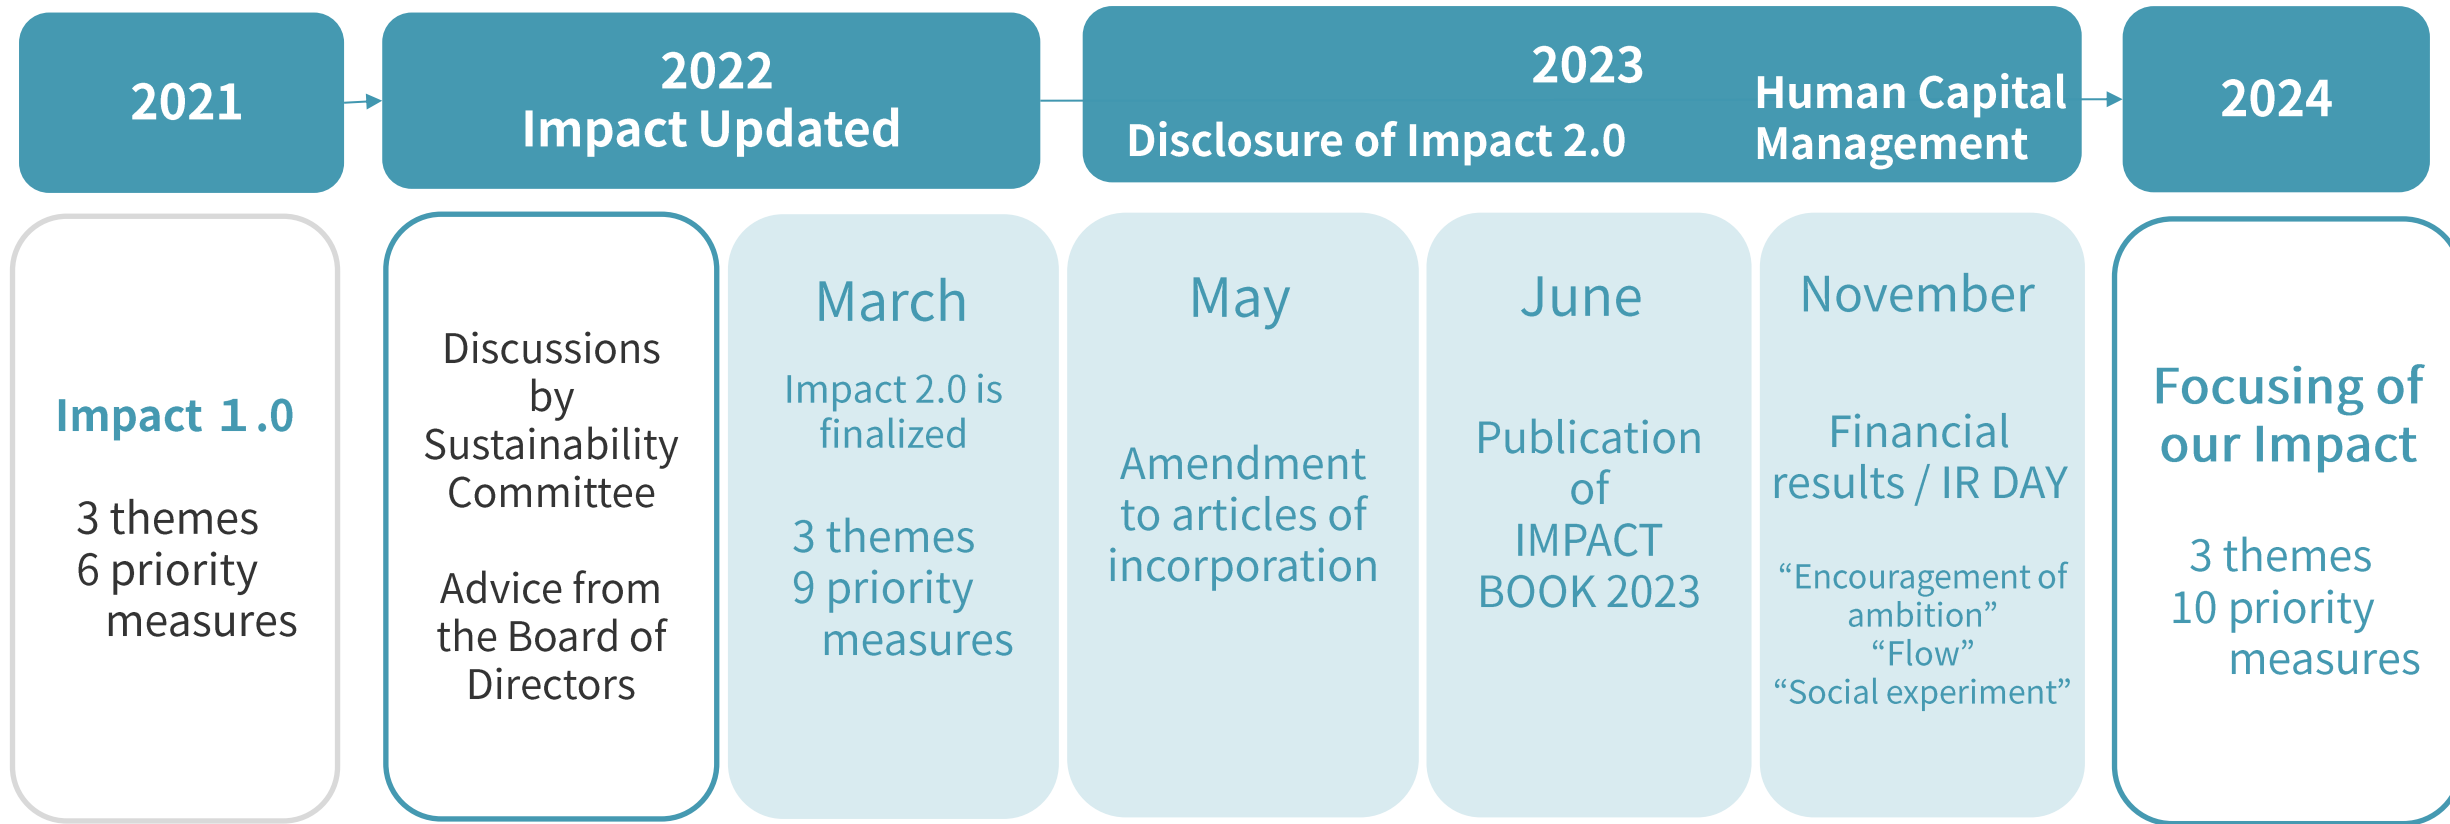 2021
2022
Impact Updated
2023
Disclosure of Impact 2.0
Human Capital
Management
2024
Impact 1.0
3 themes
6 priority
measures
Discussions
by
Sustainability
Committee
Advice from
the Board of
Directors
March
Impact 2.0 is
finalized
3 themes
9 priority
measures
May
Amendment
to articles of
incorporation
June
Publication
of
IMPACT
BOOK 2023
November
Financial
results / IR DAY
“Encouragement of
ambition”
“Flow”
“Social experiment”
Focusing of
our Impact
3 themes
10 priority
measures